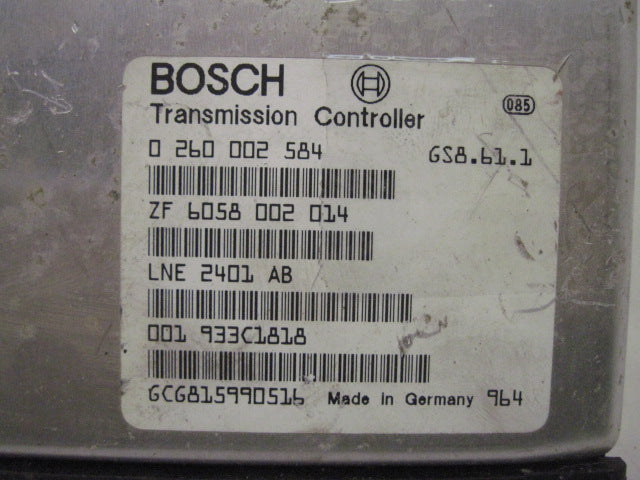 BOSCH
085
Transmission Controller
0 260 002 584 GS8.61.1
ZF 6058 002 014
LNE 2401 AB
001 933C1818
GCG815990516 Made in Germany 964